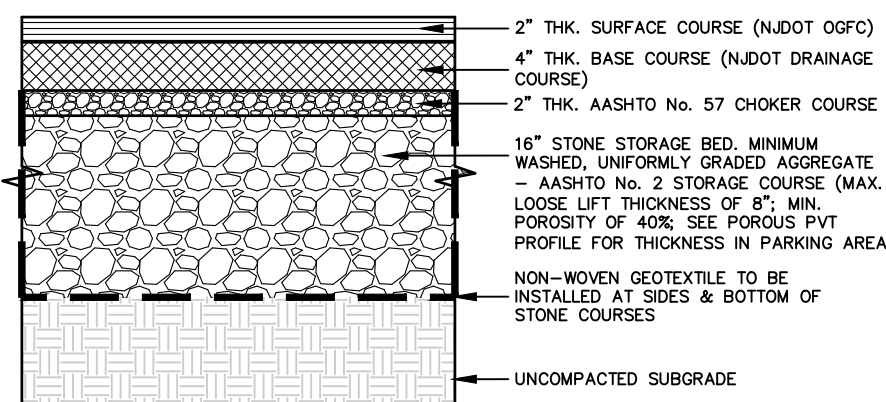 2” THK. SURFACE COURSE (NJDOT OGFC)
4” THK. BASE COURSE (NJDOT DRAINAGE
COURSE)
2” THK. AASHTO No. 57 CHOKER COURSE
16” STONE STORAGE BED. MINIMUM
WASHED, UNIFORMLY GRADED AGGREGATE
– AASHTO No. 2 STORAGE COURSE (MAX.
LOOSE LIFT THICKNESS OF 8”; MIN.
POROSITY OF 40%; SEE POROUS PVT
PROFILE FOR THICKNESS IN PARKING AREA
NON–WOVEN GEOTEXTILE TO BE
INSTALLED AT SIDES & BOTTOM OF
STONE COURSES
UNCOMPACTED SUBGRADE